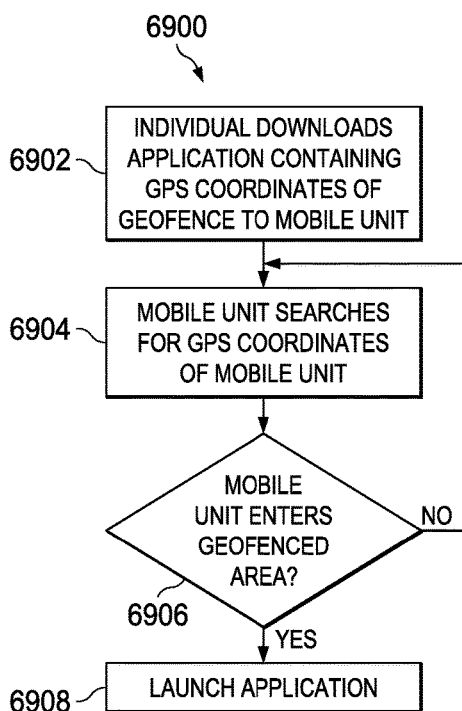 6900
6902
INDIVIDUAL DOWNLOADS
APPLICATION CONTAINING
GPS COORDINATES OF
GEOFENCE TO MOBILE UNIT
6904
MOBILE UNIT SEARCHES
FOR GPS COORDINATES
OF MOBILE UNIT
MOBILE
UNIT ENTERS
GEOFENCED
AREA?
NO
6906
YES
6908
LAUNCH APPLICATION